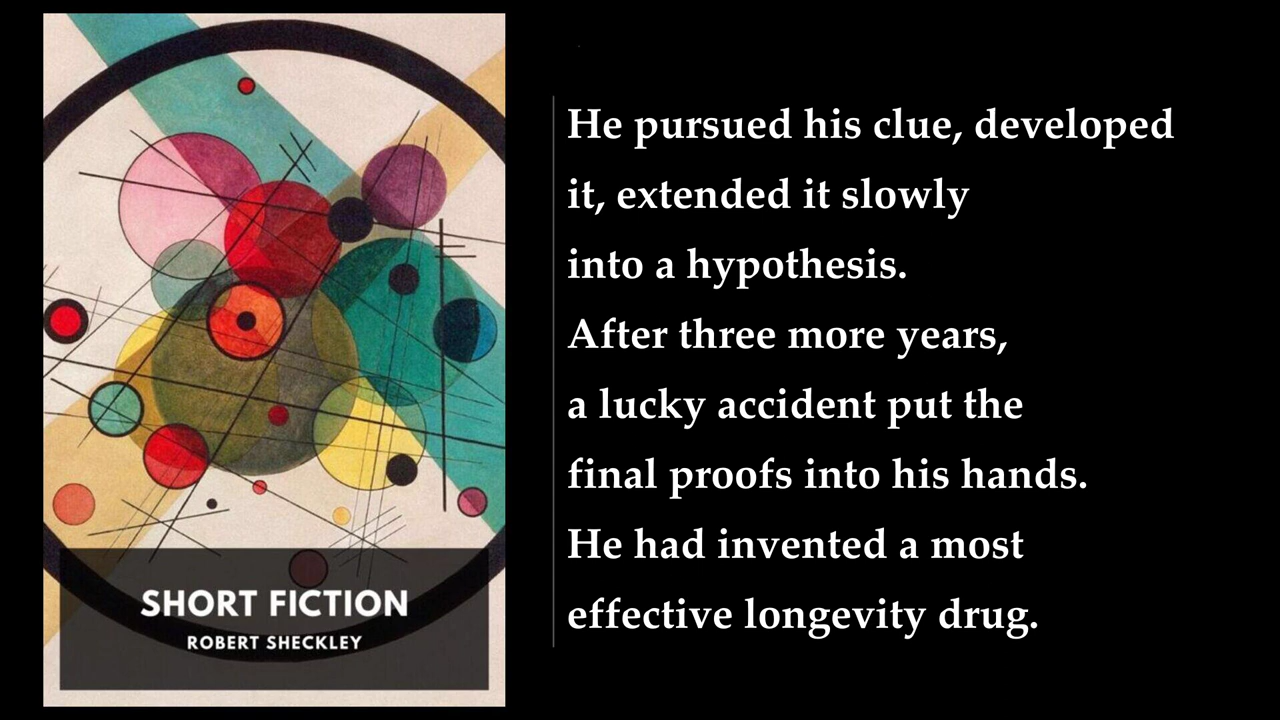 SHORT FICTION
ROBERT SHECKLEY
He pursued his clue, developed
it, extended it slowly
into a hypothesis.
After three more years,
a lucky accident put the
final proofs into his hands.
He had invented a most
effective longevity drug.